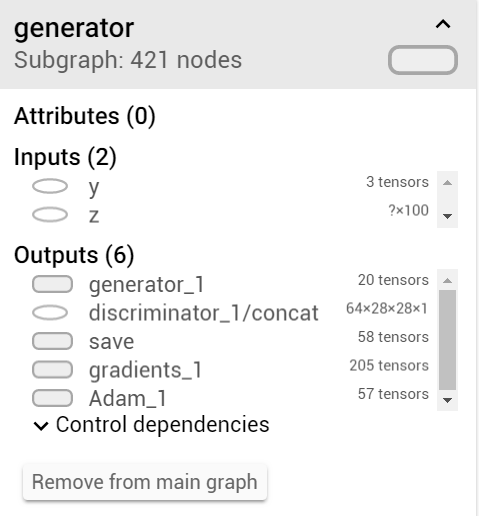 generator
Subgraph: 421 nodes
Attributes (0)
Inputs (2)
y 3 tensors
z ?×100
Outputs (6)
generator_1 20 tensors
discriminator_1/concat 64×28×28×1
save 58 tensors
gradients_1 205 tensors
Adam_1 57 tensors
Control dependencies
Remove from main graph